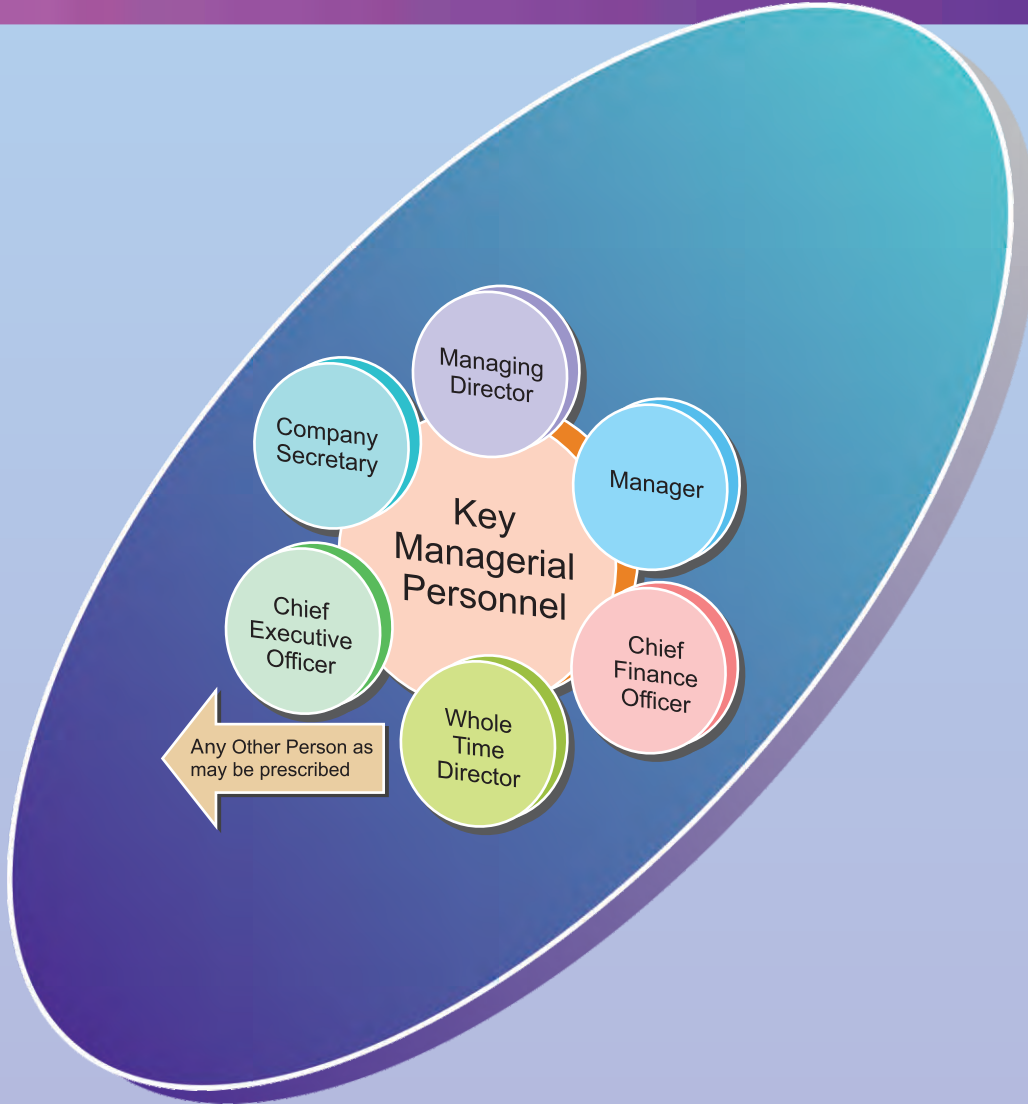 Managing
Director
Company
Secretary
Manager
Key
Managerial
Personnel
Chief
Executive
Officer
Chief
Finance
Officer
Whole
Time
Director
Any Other Person as
may be prescribed